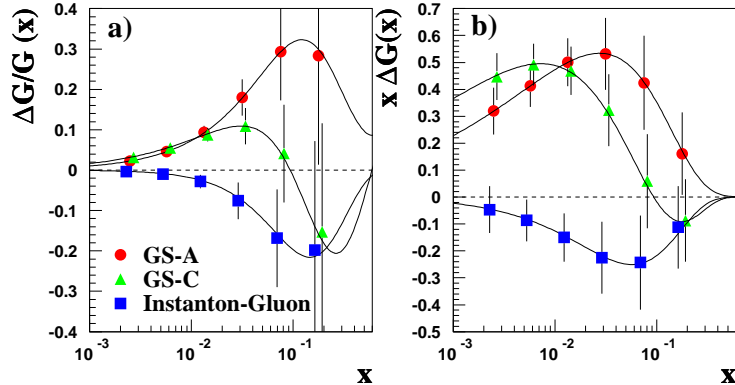 a)
ΔG/G (x)
0.4
0.3
0.2
0.1
0
-0.1
-0.2
-0.3
-0.4
GS-A
GS-C
Instanton-Gluon
10⁻³ 10⁻² 10⁻¹
x
b)
x ΔG(x)
0.7
0.6
0.5
0.4
0.3
0.2
0.1
0
-0.1
-0.2
-0.3
-0.4
-0.5
10⁻³ 10⁻² 10⁻¹
x